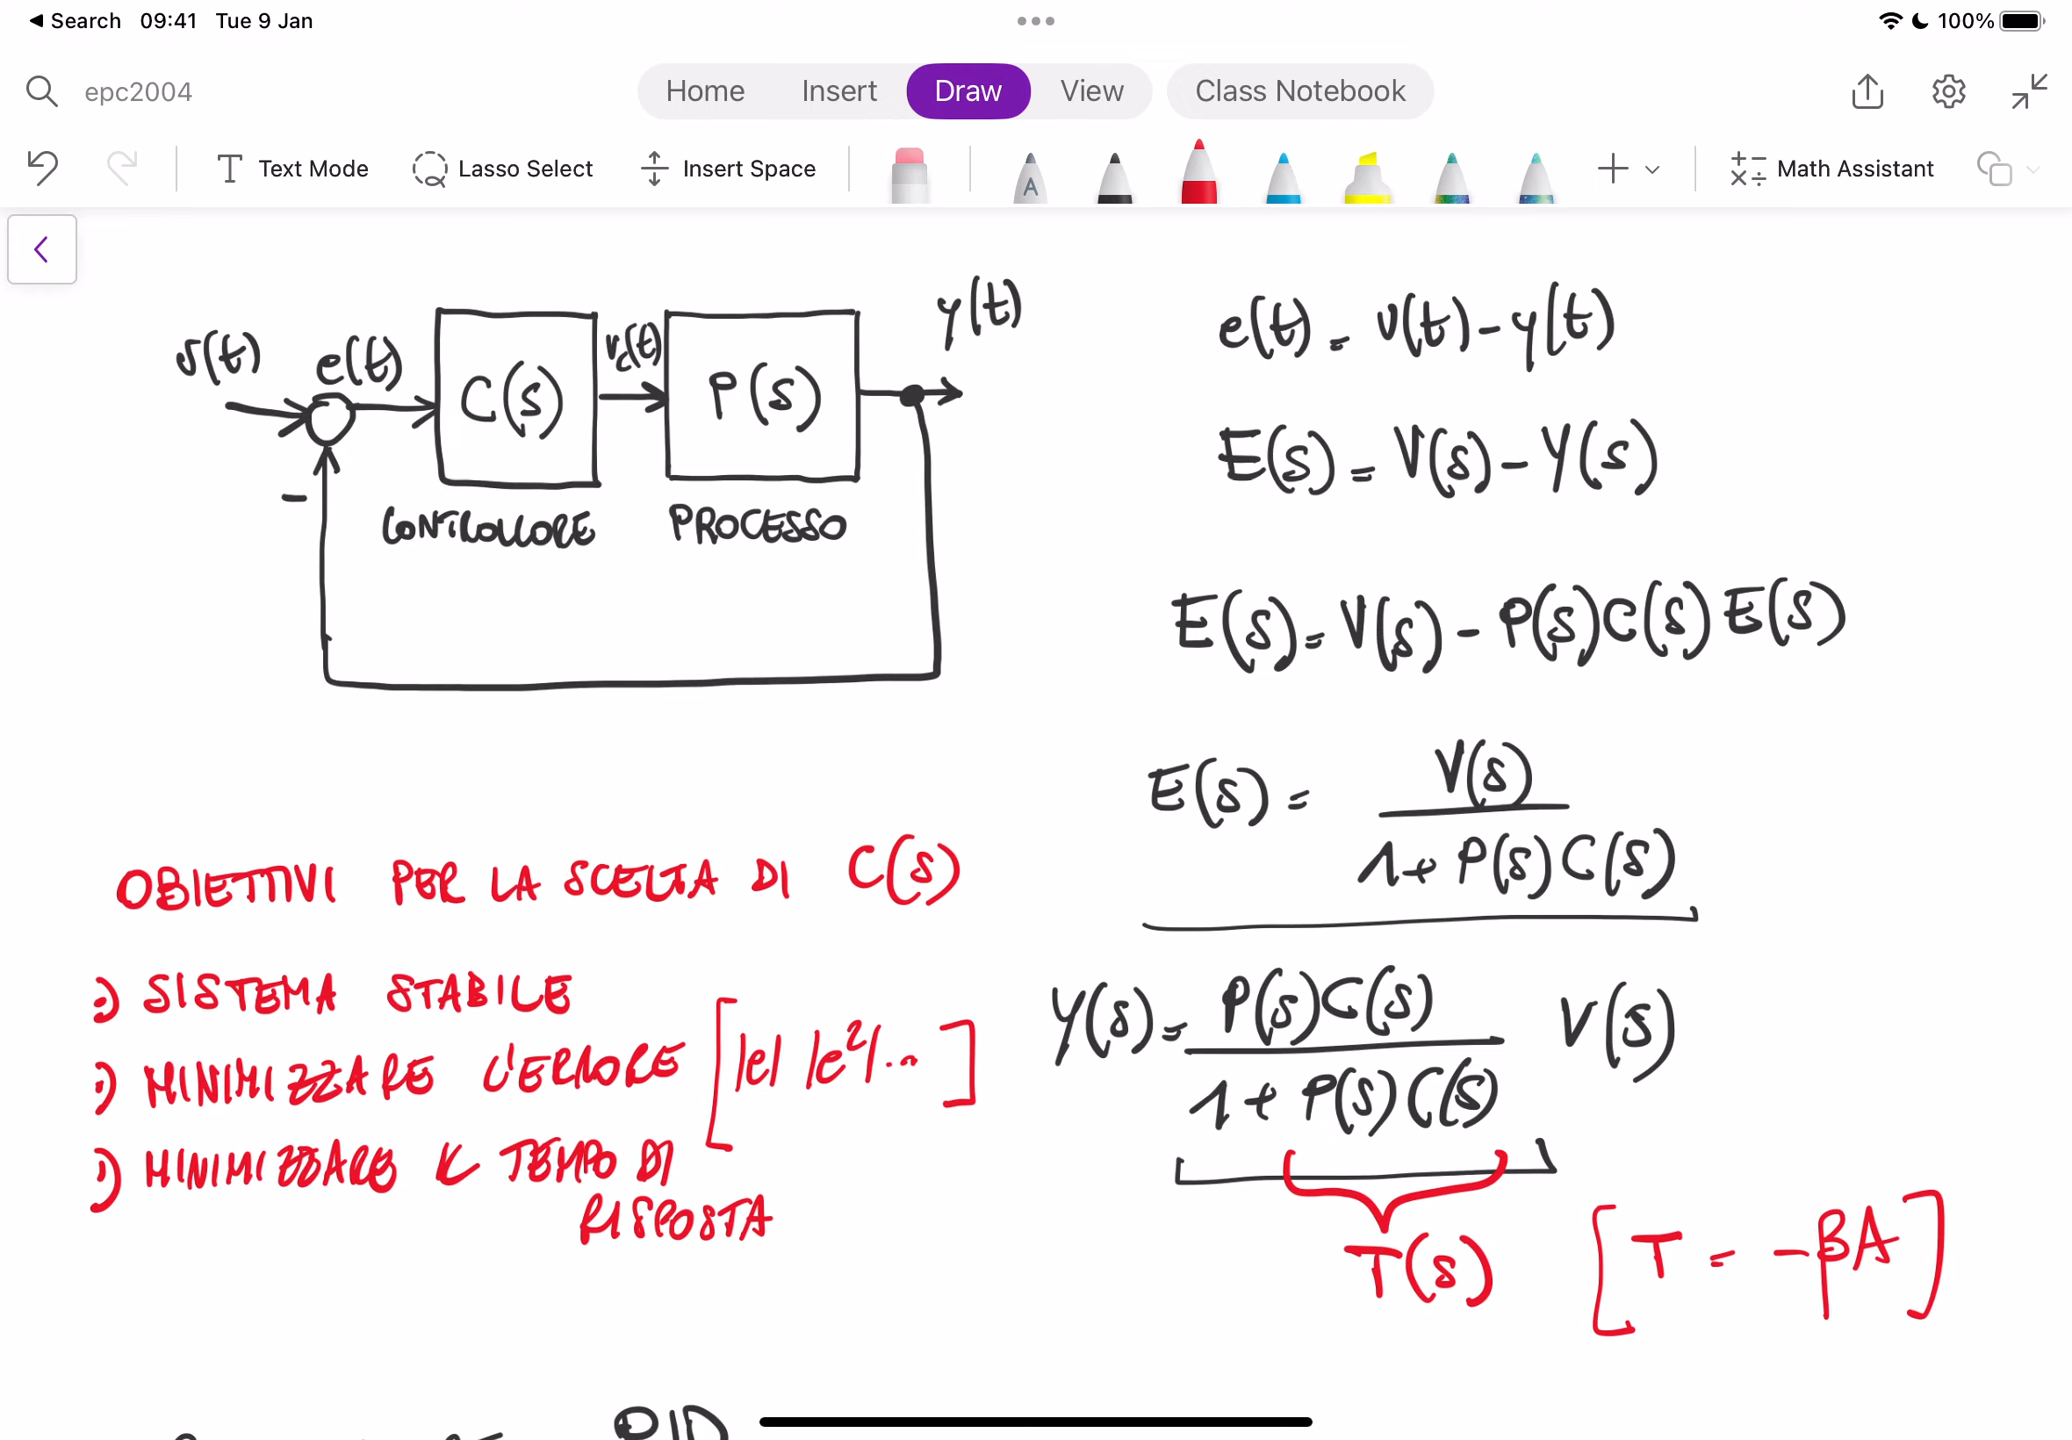 Search 09:41 Tue 9 Jan 100%
epc2004 Home Insert Draw View Class Notebook
Text Mode Lasso Select Insert Space A Math Assistant
v(t) e(t) C(s) v_c(t) P(s) y(t)
-
CONTROLLORE PROCESSO
e(t) = v(t) - y(t)
E(s) = V(s) - Y(s)
E(s) = V(s) - P(s)C(s)E(s)
E(s) = V(s) / 1 + P(s)C(s)
OBIETTIVI PER LA SCELTA DI C(s)
:) SISTEMA STABILE
:) MINIMIZZARE L'ERRORE [|e| |e²| ..]
:) MINIMIZZARE IL TEMPO DI
RISPOSTA
Y(s) = P(s)C(s) / 1 + P(s)C(s) V(s)
T(s) [T = -βA]
PID